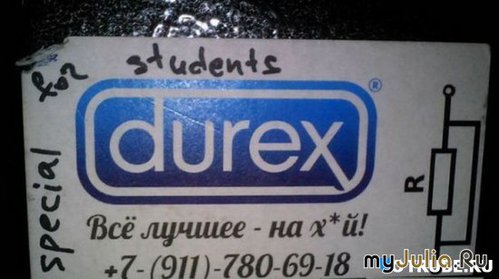 special for students
durex®
R
Всё лучшее - на х*й!
+7-(911)-780-69-18
myJulia.Ru